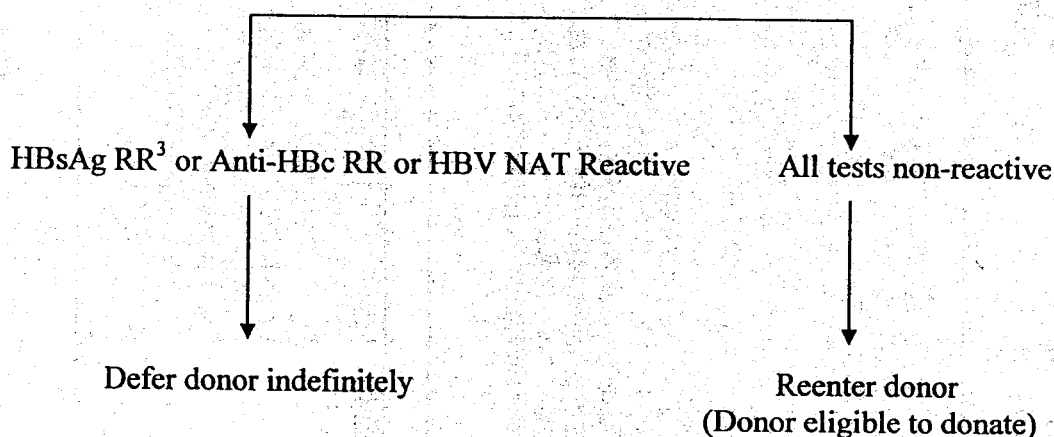 HBsAg RR³ or Anti-HBc RR or HBV NAT Reactive
All tests non-reactive
Defer donor indefinitely
Reenter donor
(Donor eligible to donate)